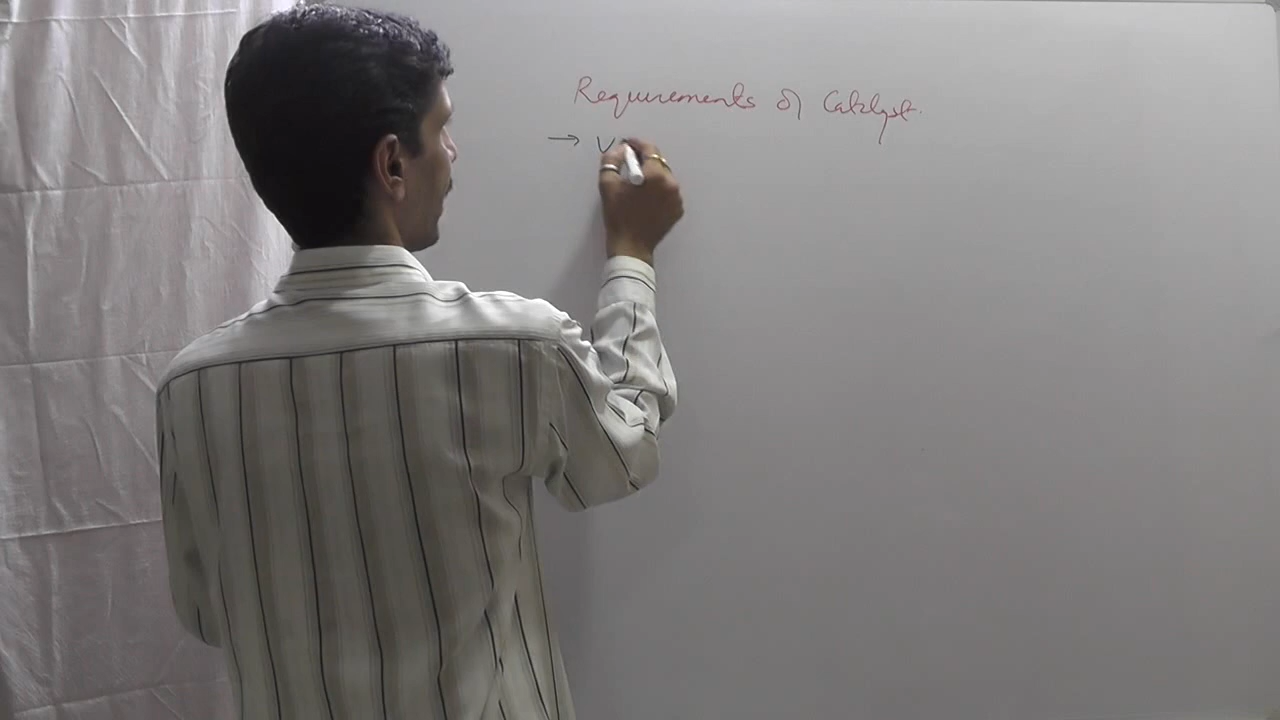 Requirements of Catalyst.
→ V